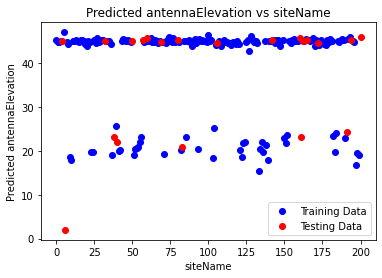 Predicted antennaElevation vs siteName
Predicted antennaElevation
40
30
20
10
0
Training Data
Testing Data
0 25 50 75 100 125 150 175 200
siteName